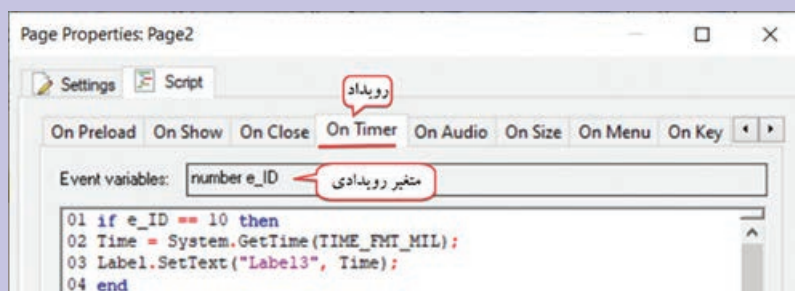 Page Properties: Page2
Settings Script
رویداد
On Preload On Show On Close On Timer On Audio On Size On Menu On Key
Event variables: number e_ID متغیر رویدادی
01 if e_ID == 10 then
02 Time = System.GetTime(TIME_FMT_MIL);
03 Label.SetText("Label3", Time);
04 end